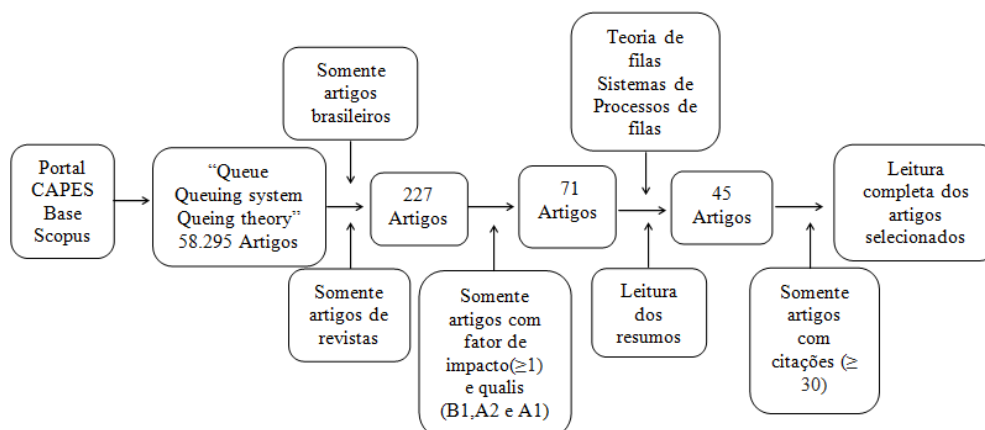 Portal
CAPES
Base
Scopus
“Queue
Queuing system
Queing theory”
58.295 Artigos
Somente
artigos
brasileiros
Somente
artigos de
revistas
227
Artigos
Somente
artigos com
fator de
impacto(≥1)
e qualis
(B1,A2 e A1)
71
Artigos
Teoria de
filas
Sistemas de
Processos de
filas
Leitura
dos
resumos
45
Artigos
Somente
artigos
com
citações (≥
30)
Leitura
completa dos
artigos
selecionados